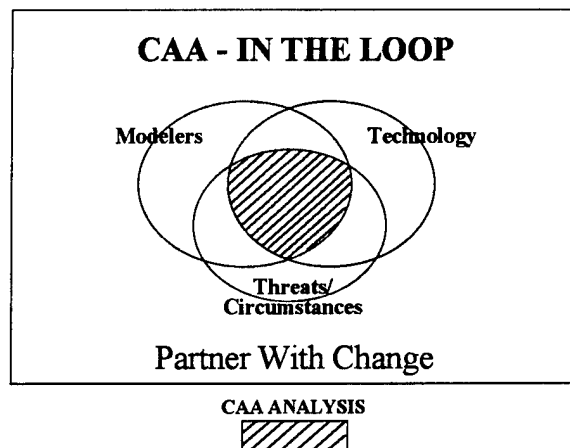 CAA - IN THE LOOP
Modelers
Technology
Threats/
Circumstances
Partner With Change
CAA ANALYSIS